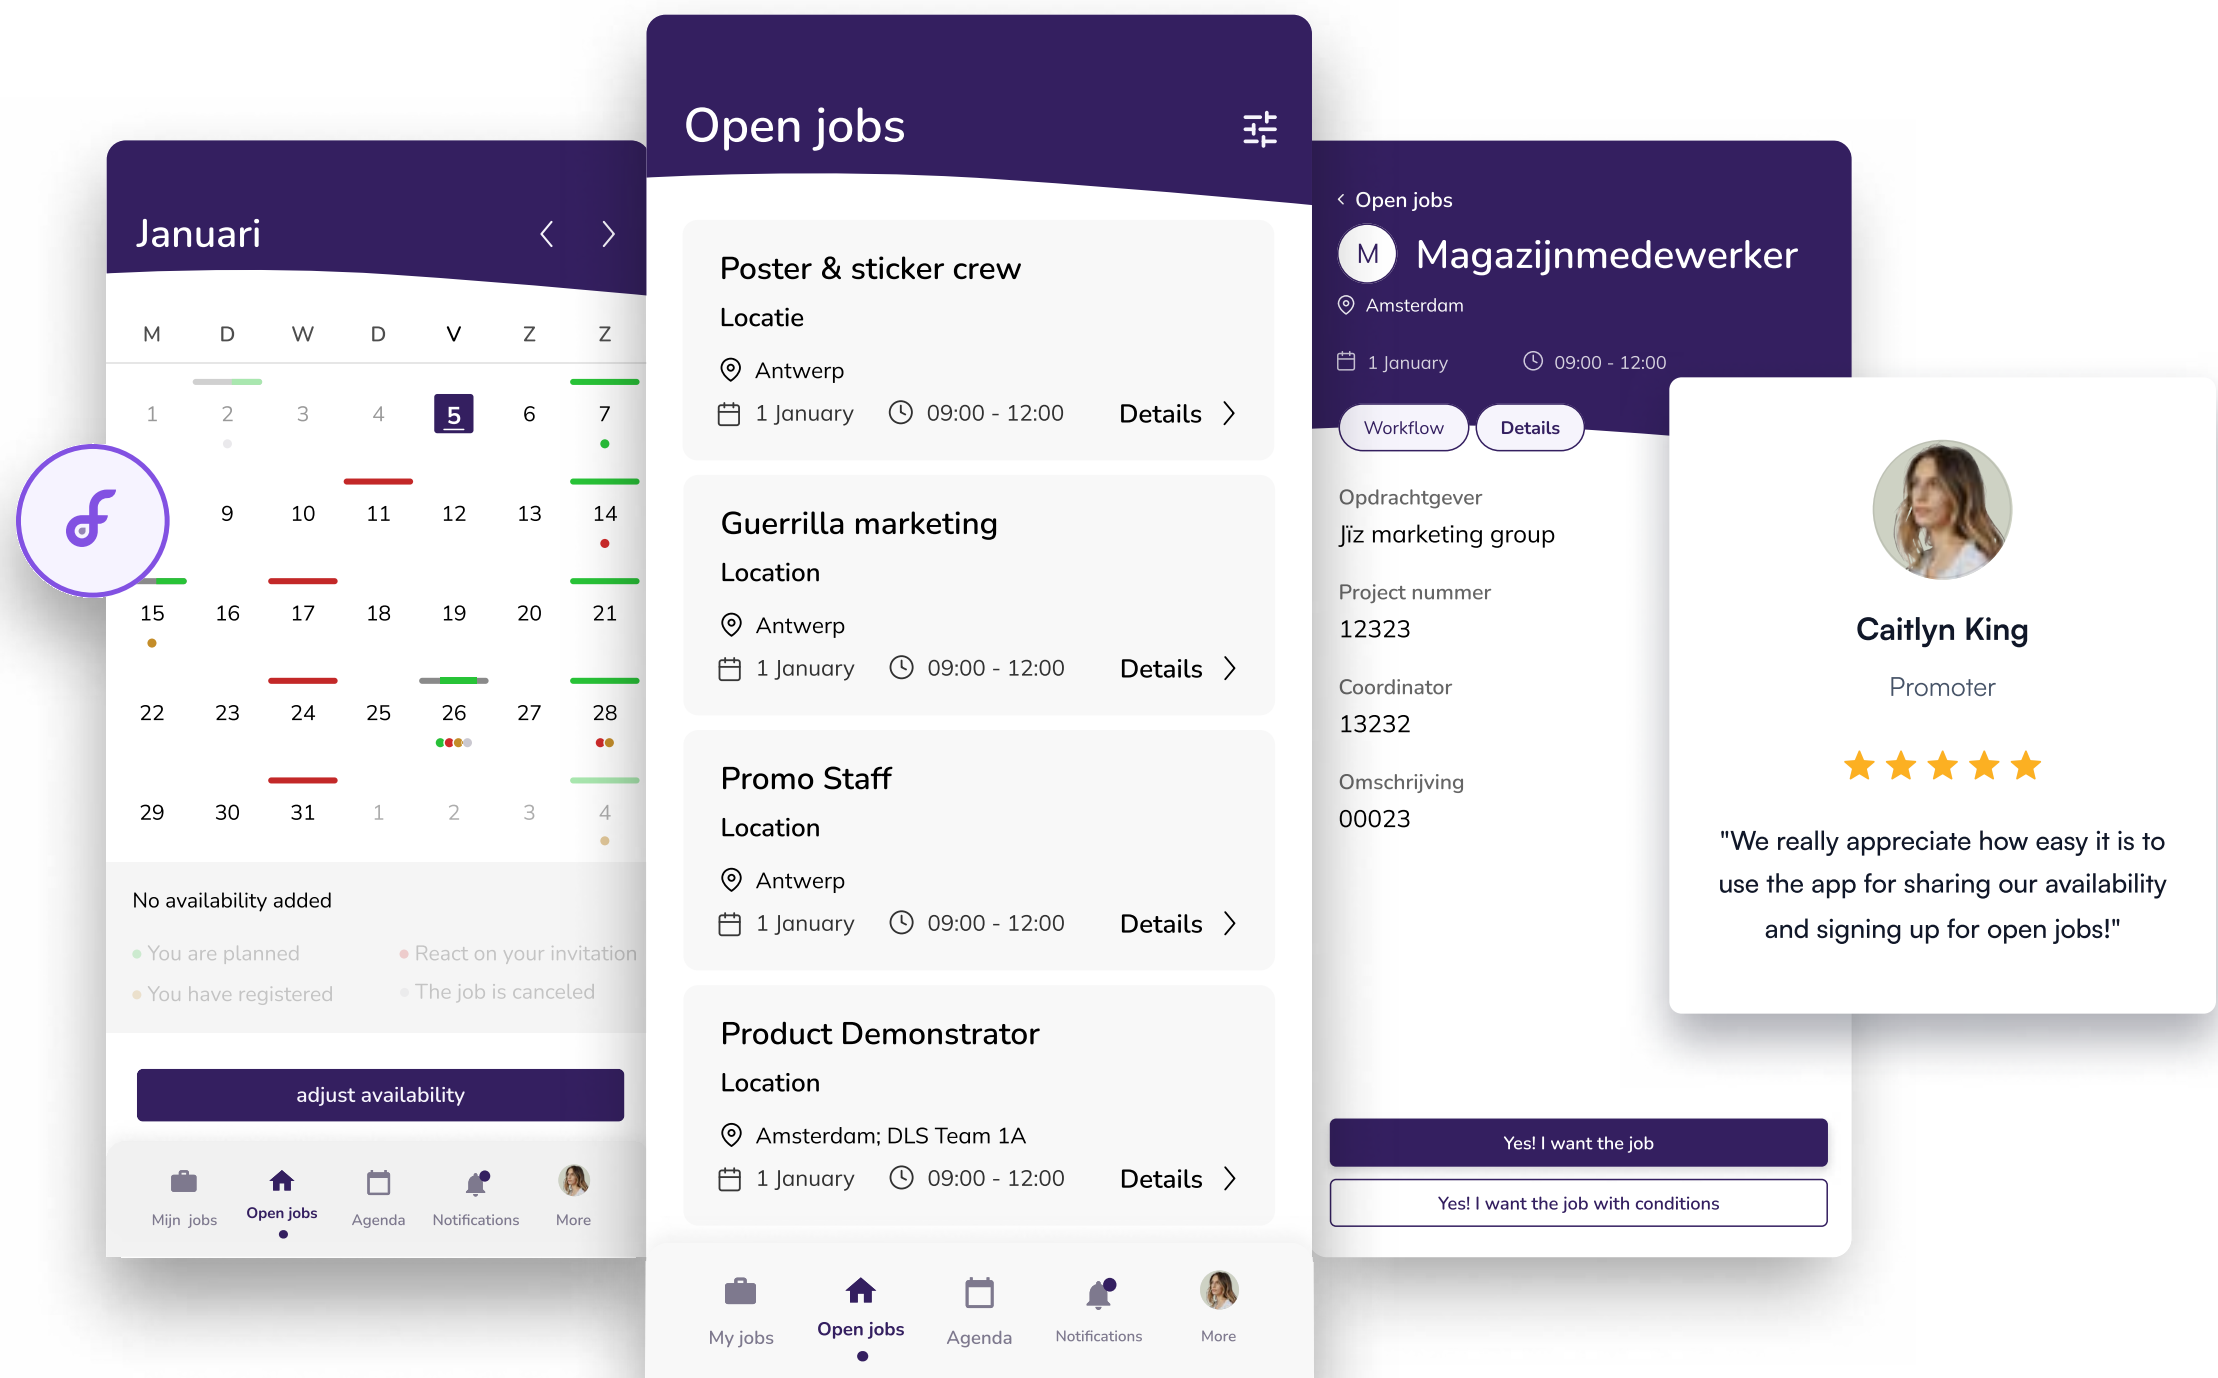 Januari
M D W D V Z Z
1 2 3 4 5 6 7
9 10 11 12 13 14
15 16 17 18 19 20 21
22 23 24 25 26 27 28
29 30 31 1 2 3 4
No availability added
You are planned
React on your invitation
You have registered
The job is canceled
adjust availability
Mijn jobs
Open jobs
Agenda
Notifications
More
Open jobs
Poster & sticker crew
Locatie
Antwerp
1 January 09:00 - 12:00 Details
Guerrilla marketing
Location
Antwerp
1 January 09:00 - 12:00 Details
Promo Staff
Location
Antwerp
1 January 09:00 - 12:00 Details
Product Demonstrator
Location
Amsterdam; DLS Team 1A
1 January 09:00 - 12:00 Details
My jobs
Open jobs
Agenda
Notifications
More
Open jobs
M Magazijnmedewerker
Amsterdam
1 January 09:00 - 12:00
Workflow Details
Opdrachtgever
Jïz marketing group
Project nummer
12323
Coordinator
13232
Omschrijving
00023
Yes! I want the job
Yes! I want the job with conditions
Caitlyn King
Promoter
"We really appreciate how easy it is to
use the app for sharing our availability
and signing up for open jobs!"